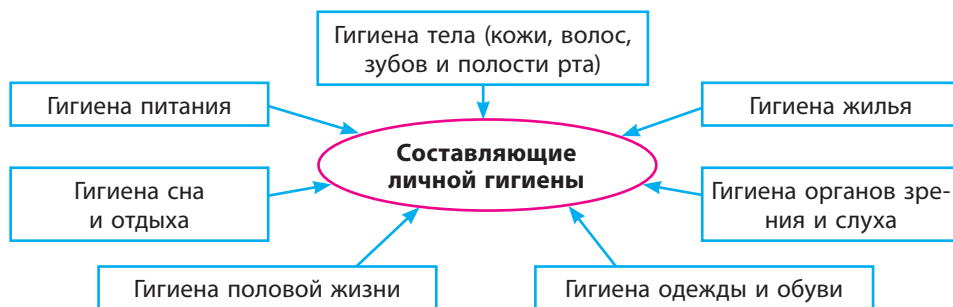 Гигиена тела (кожи, волос,
зубов и полости рта)
Гигиена питания
Гигиена жилья
Составляющие
личной гигиены
Гигиена сна
и отдыха
Гигиена органов зре-
ния и слуха
Гигиена половой жизни
Гигиена одежды и обуви